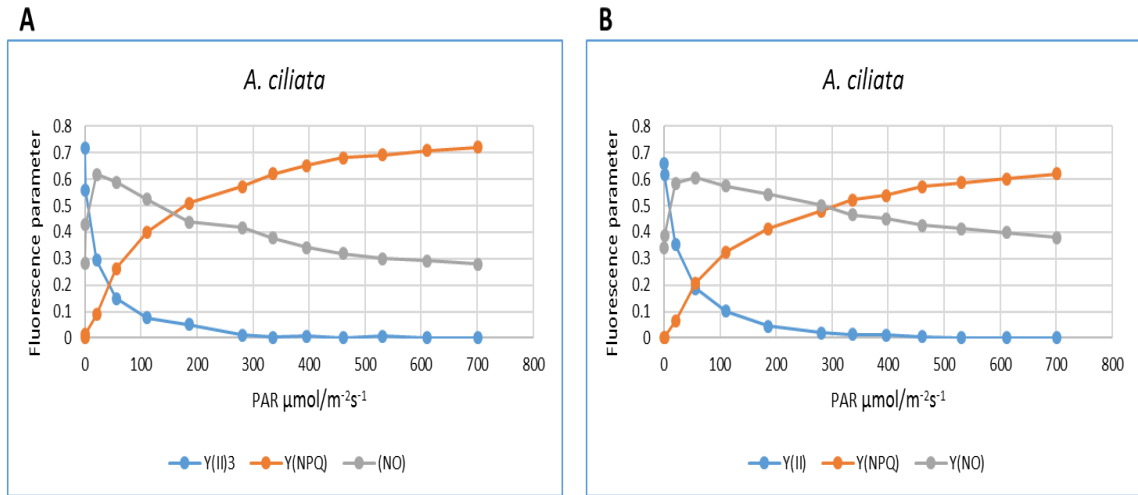 A
A. ciliata
Fluorescence parameter
0.8
0.7
0.6
0.5
0.4
0.3
0.2
0.1
0
0 100 200 300 400 500 600 700 800
PAR µmol/m⁻²s⁻¹
Y(II)3 Y(NPQ) (NO)
B
A. ciliata
Fluorescence parameter
0.8
0.7
0.6
0.5
0.4
0.3
0.2
0.1
0
0 100 200 300 400 500 600 700 800
PAR µmol/m⁻²s⁻¹
Y(II) Y(NPQ) Y(NO)